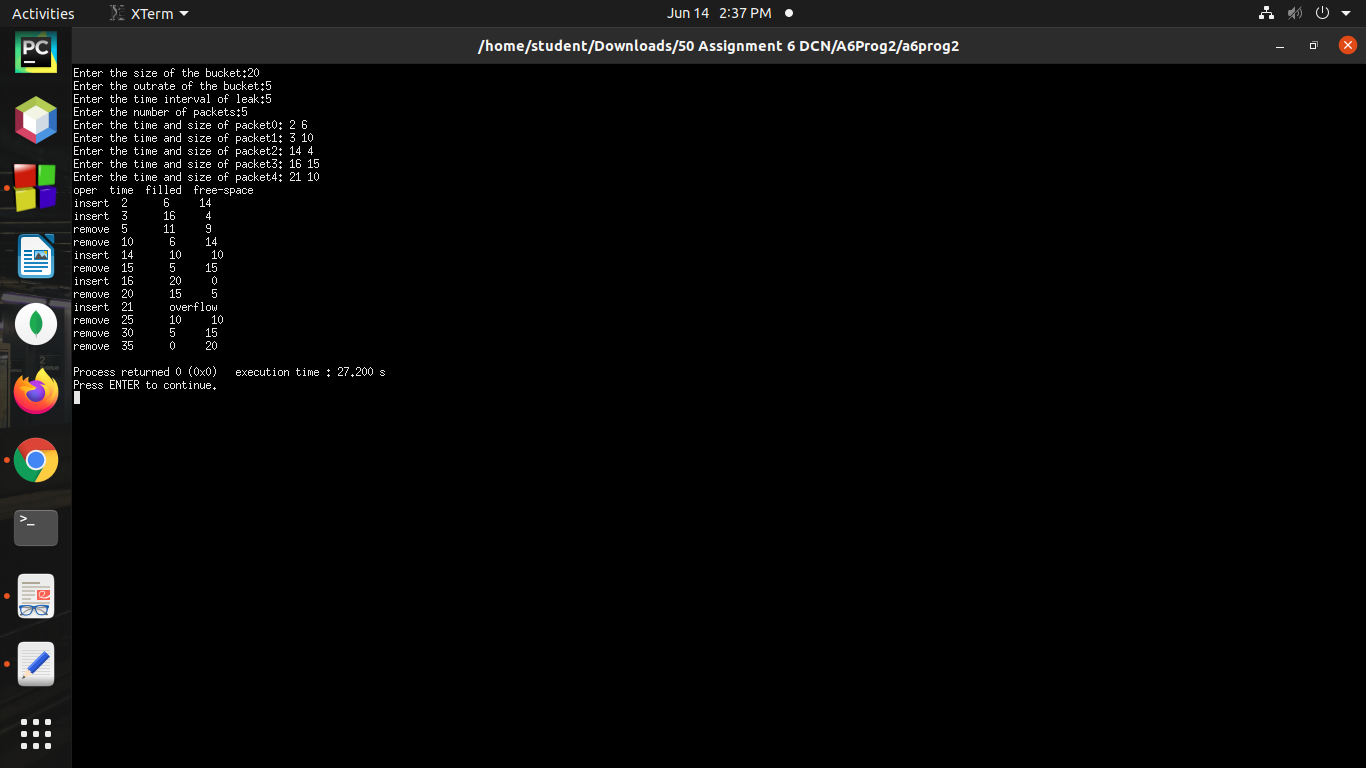 Activities XTerm Jun 14 2:37 PM
/home/student/Downloads/50 Assignment 6 DCN/A6Prog2/a6prog2
PC
Enter the size of the bucket:20
Enter the outrate of the bucket:5
Enter the time interval of leak:5
Enter the number of packets:5
Enter the time and size of packet0: 2 6
Enter the time and size of packet1: 3 10
Enter the time and size of packet2: 14 4
Enter the time and size of packet3: 16 15
Enter the time and size of packet4: 21 10
oper time filled free-space
insert 2 6 14
insert 3 16 4
remove 5 11 9
remove 10 6 14
insert 14 10 10
remove 15 5 15
insert 16 20 0
remove 20 15 5
insert 21 overflow
remove 25 10 10
remove 30 5 15
remove 35 0 20
Process returned 0 (0x0) execution time : 27.200 s
Press ENTER to continue.
>_